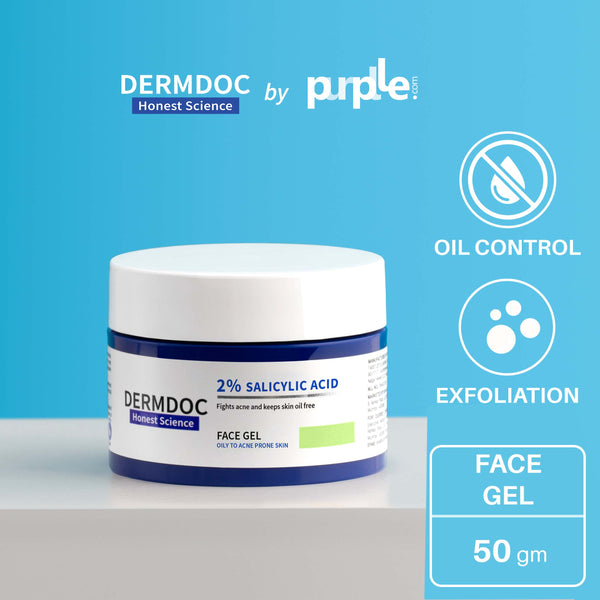 DERMDOC
Honest Science
by
purplle.com
OIL CONTROL
EXFOLIATION
2% SALICYLIC ACID
Fights acne and keeps skin oil free
DERMDOC
Honest Science
FACE GEL
OILY TO ACNE PRONE SKIN
FACE
GEL
50 gm